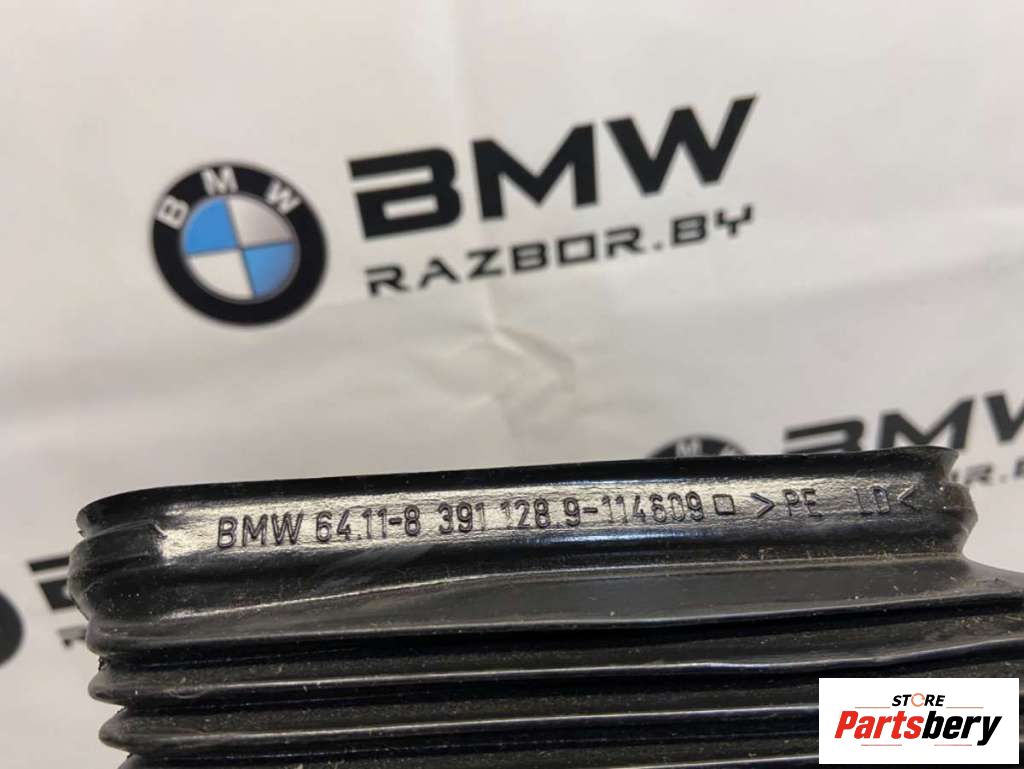 BMW
BMW
RAZBOR.BY
BMW
BMW 64.11-8 391 128.9-114609 >PE LD<
STORE
Partsbery